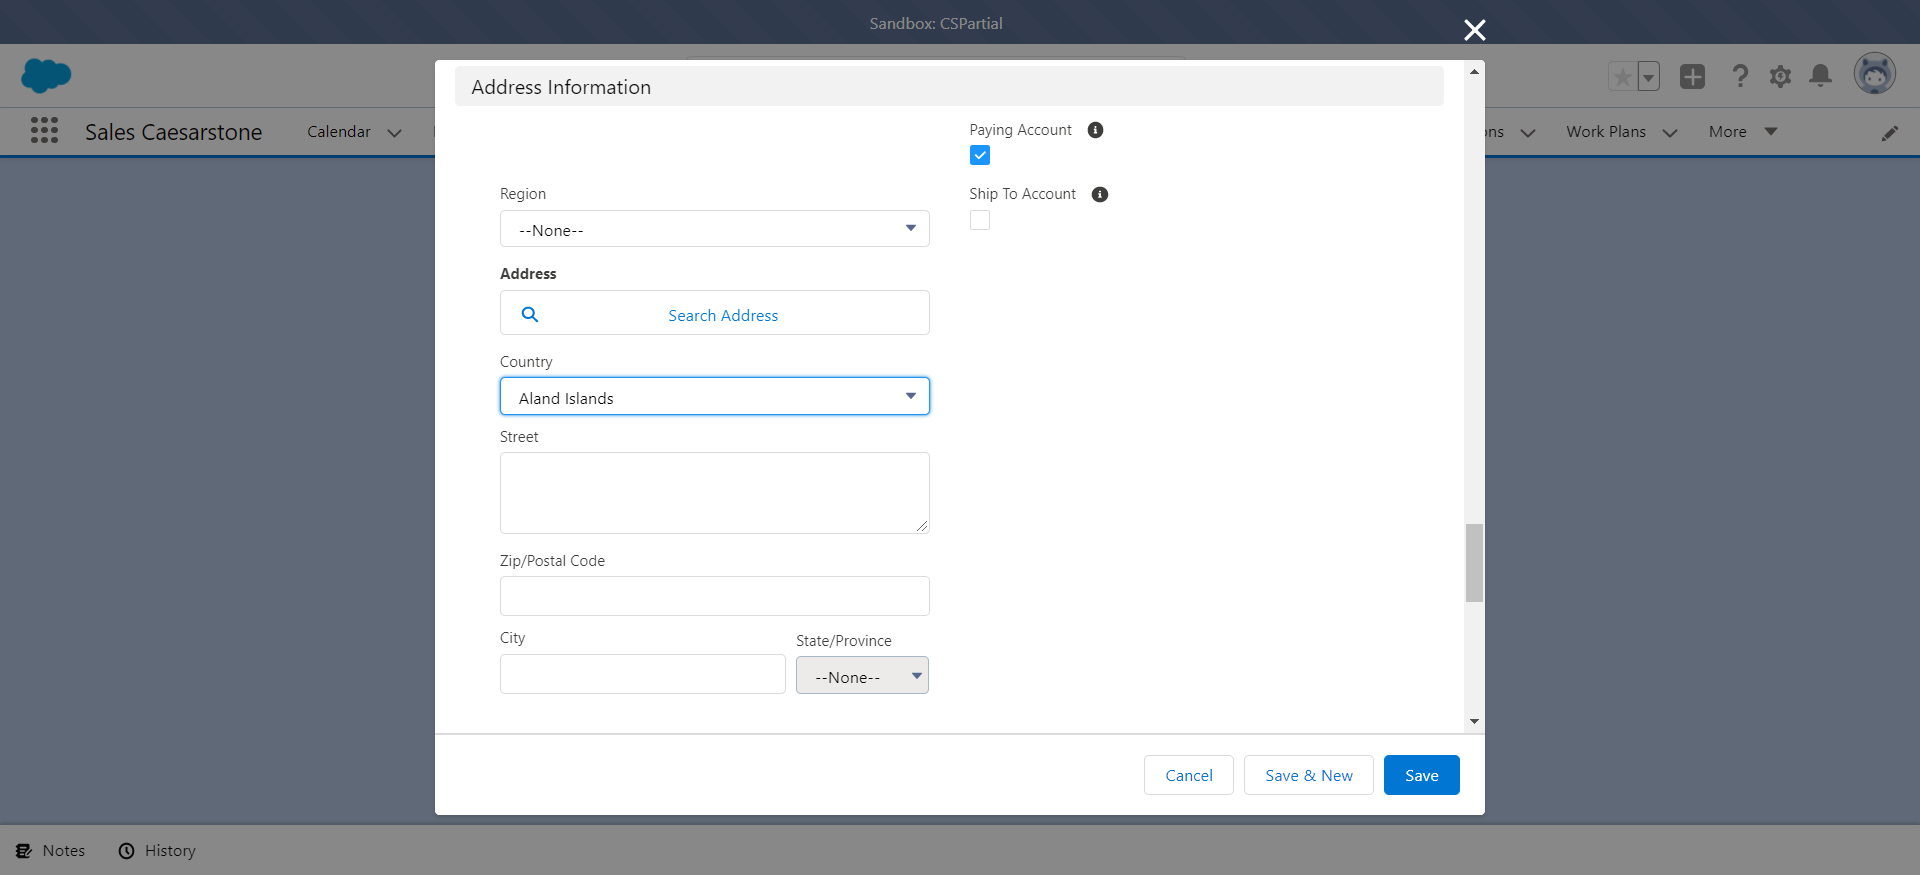 Sandbox: CSPartial
Sales Caesarstone
Calendar
ons
Work Plans
More
Address Information
Paying Account
Region
Ship To Account
--None--
Address
Search Address
Country
Aland Islands
Street
Zip/Postal Code
City
State/Province
--None--
Cancel
Save & New
Save
Notes
History